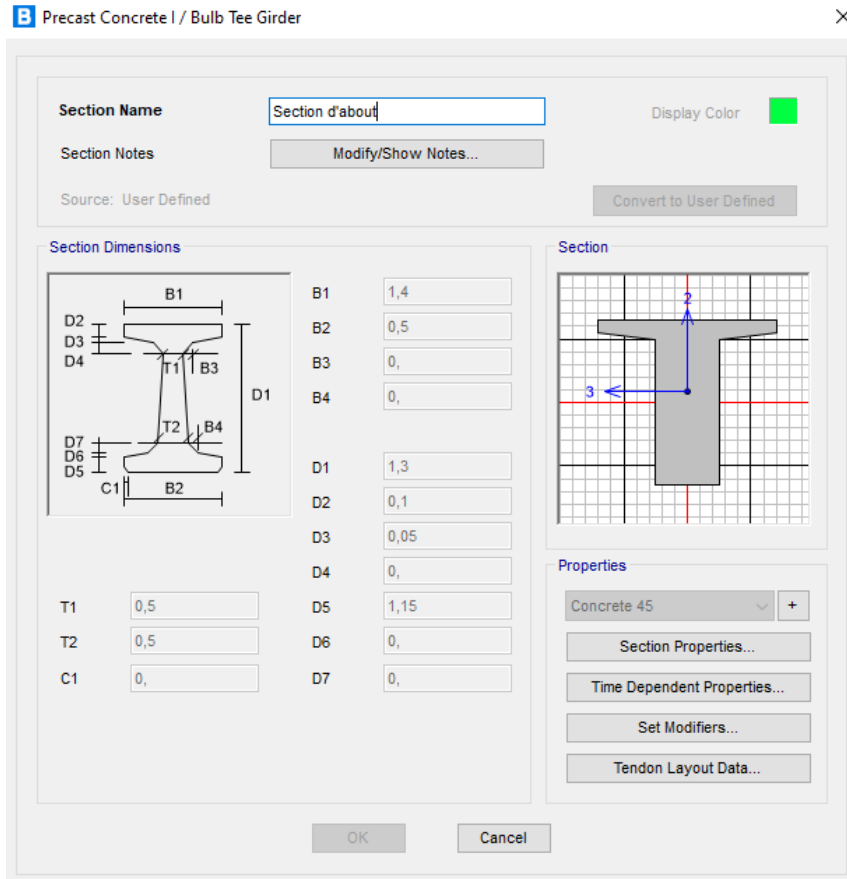 B Precast Concrete I / Bulb Tee Girder
Section Name
Section d'about
Display Color
Section Notes
Modify/Show Notes...
Source: User Defined
Convert to User Defined
Section Dimensions
B1
D2
D3
D4
T1
B3
D1
T2
B4
D7
D6
D5
C1
B2
B1 1,4
B2 0,5
B3 0,
B4 0,
D1 1,3
D2 0,1
D3 0,05
D4 0,
T1 0,5
D5 1,15
T2 0,5
D6 0,
C1 0,
D7 0,
Section
2
3
Properties
Concrete 45
+
Section Properties...
Time Dependent Properties...
Set Modifiers...
Tendon Layout Data...
OK
Cancel